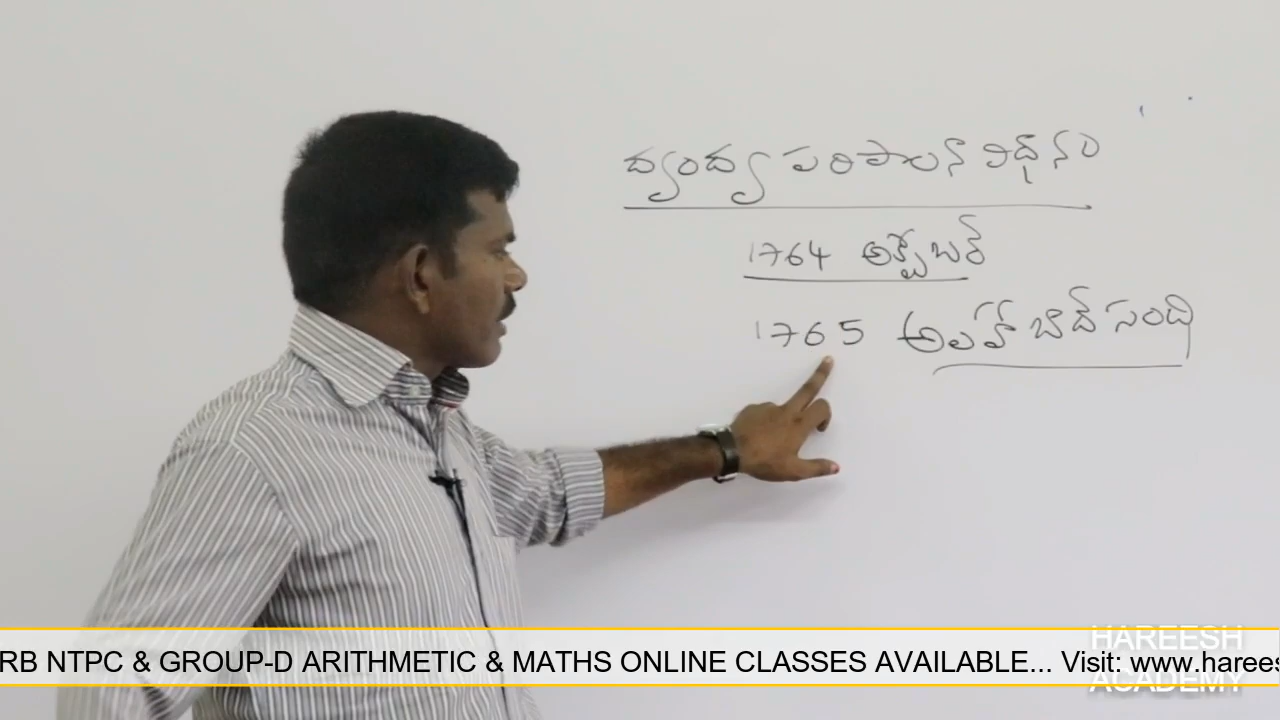 ద్వంద్వ పరిపాలనా విధానం
1764 అక్టోబర్
1765 అలహాబాద్ సంధి
HAREESH
RB NTPC & GROUP-D ARITHMETIC & MATHS ONLINE CLASSES AVAILABLE... Visit: www.harees
ACADEMY